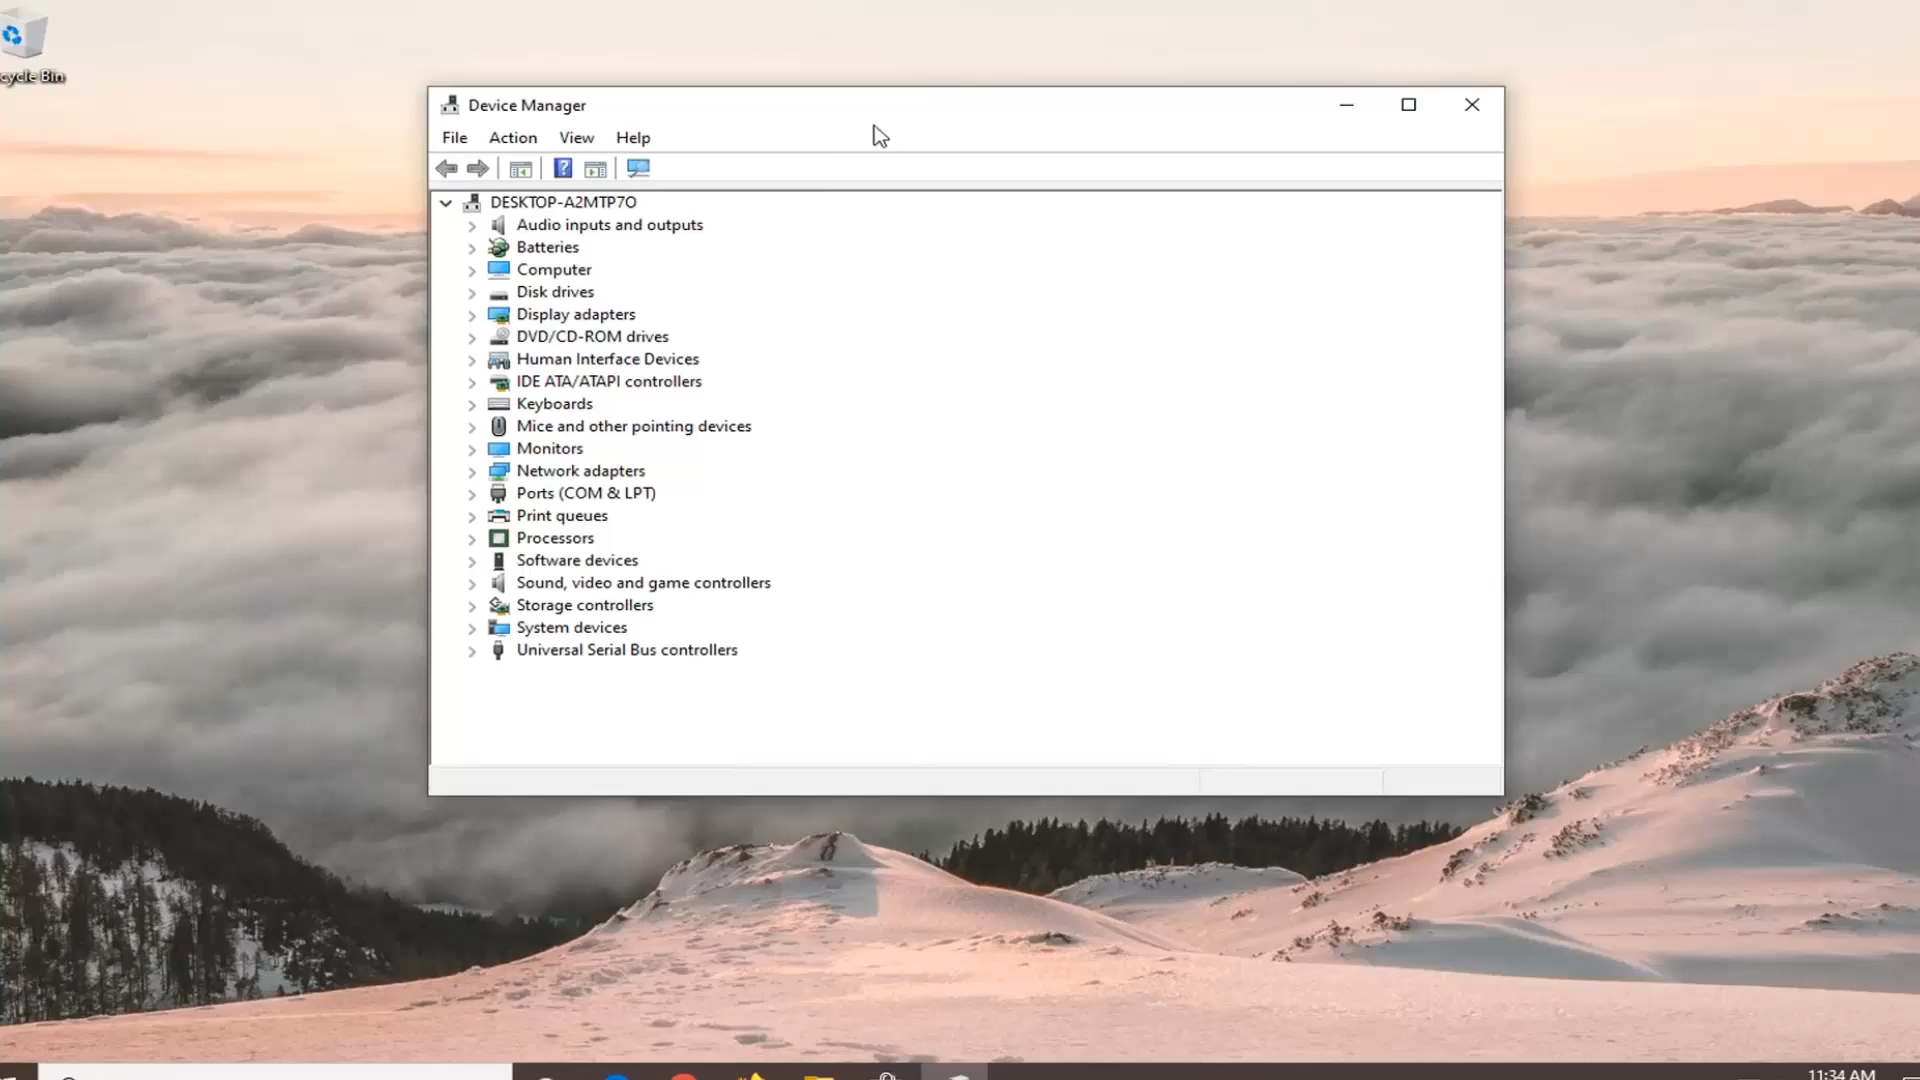 cycle Bin
Device Manager
File Action View Help
DESKTOP-A2MTP7O
Audio inputs and outputs
Batteries
Computer
Disk drives
Display adapters
DVD/CD-ROM drives
Human Interface Devices
IDE ATA/ATAPI controllers
Keyboards
Mice and other pointing devices
Monitors
Network adapters
Ports (COM & LPT)
Print queues
Processors
Software devices
Sound, video and game controllers
Storage controllers
System devices
Universal Serial Bus controllers
11:34 AM